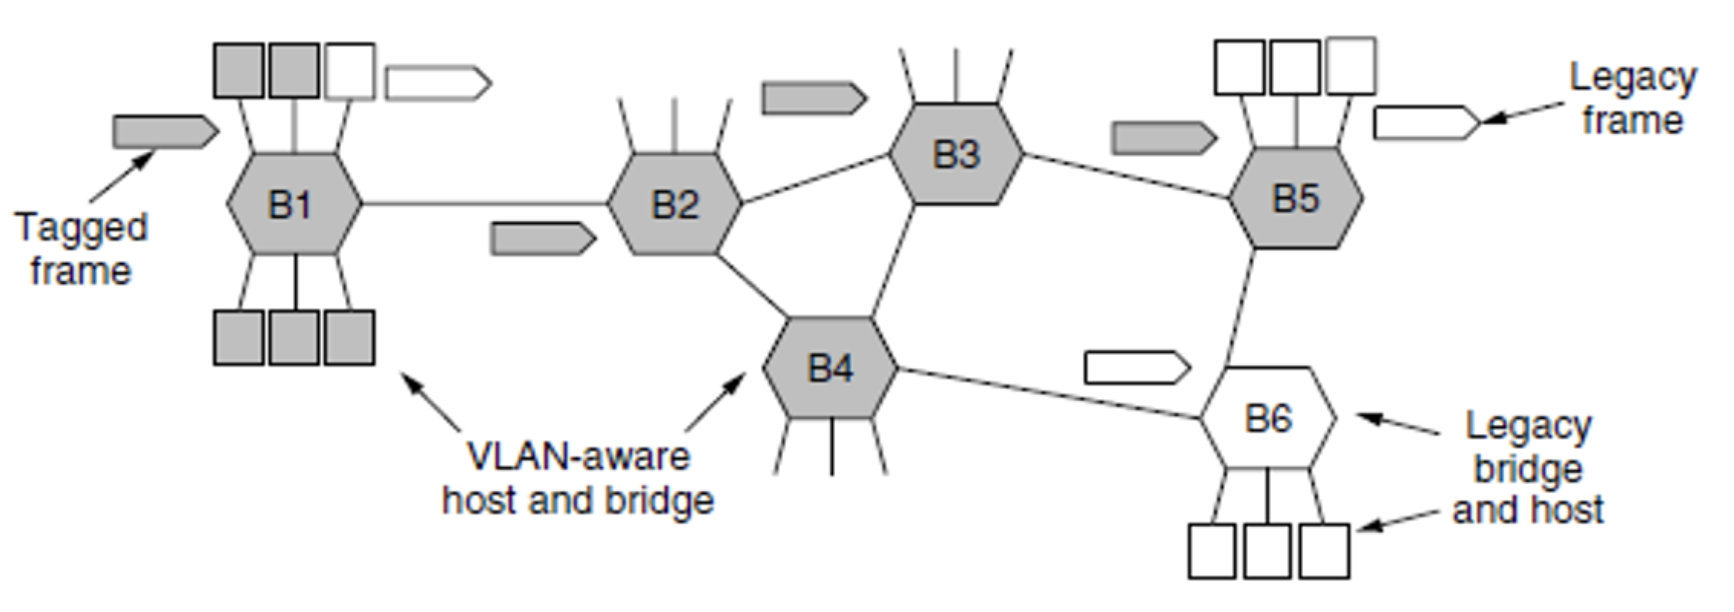 Legacy
frame
B3
B1
B2
B5
Tagged
frame
B4
B6
VLAN-aware
host and bridge
Legacy
bridge
and host